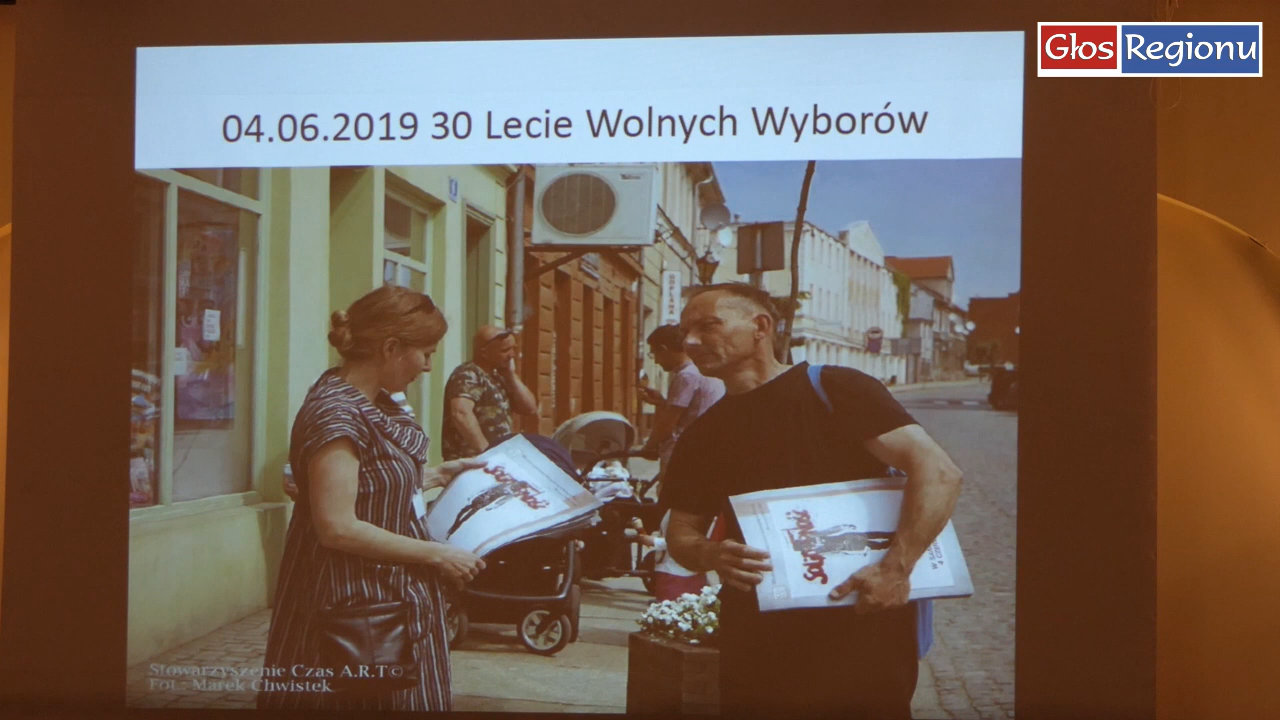 Głos Regionu
04.06.2019 30 Lecie Wolnych Wyborów
Solidarność
Solidarność
Stowarzyszenie Czas A.R.T©
Fot.: Marek Chwistek